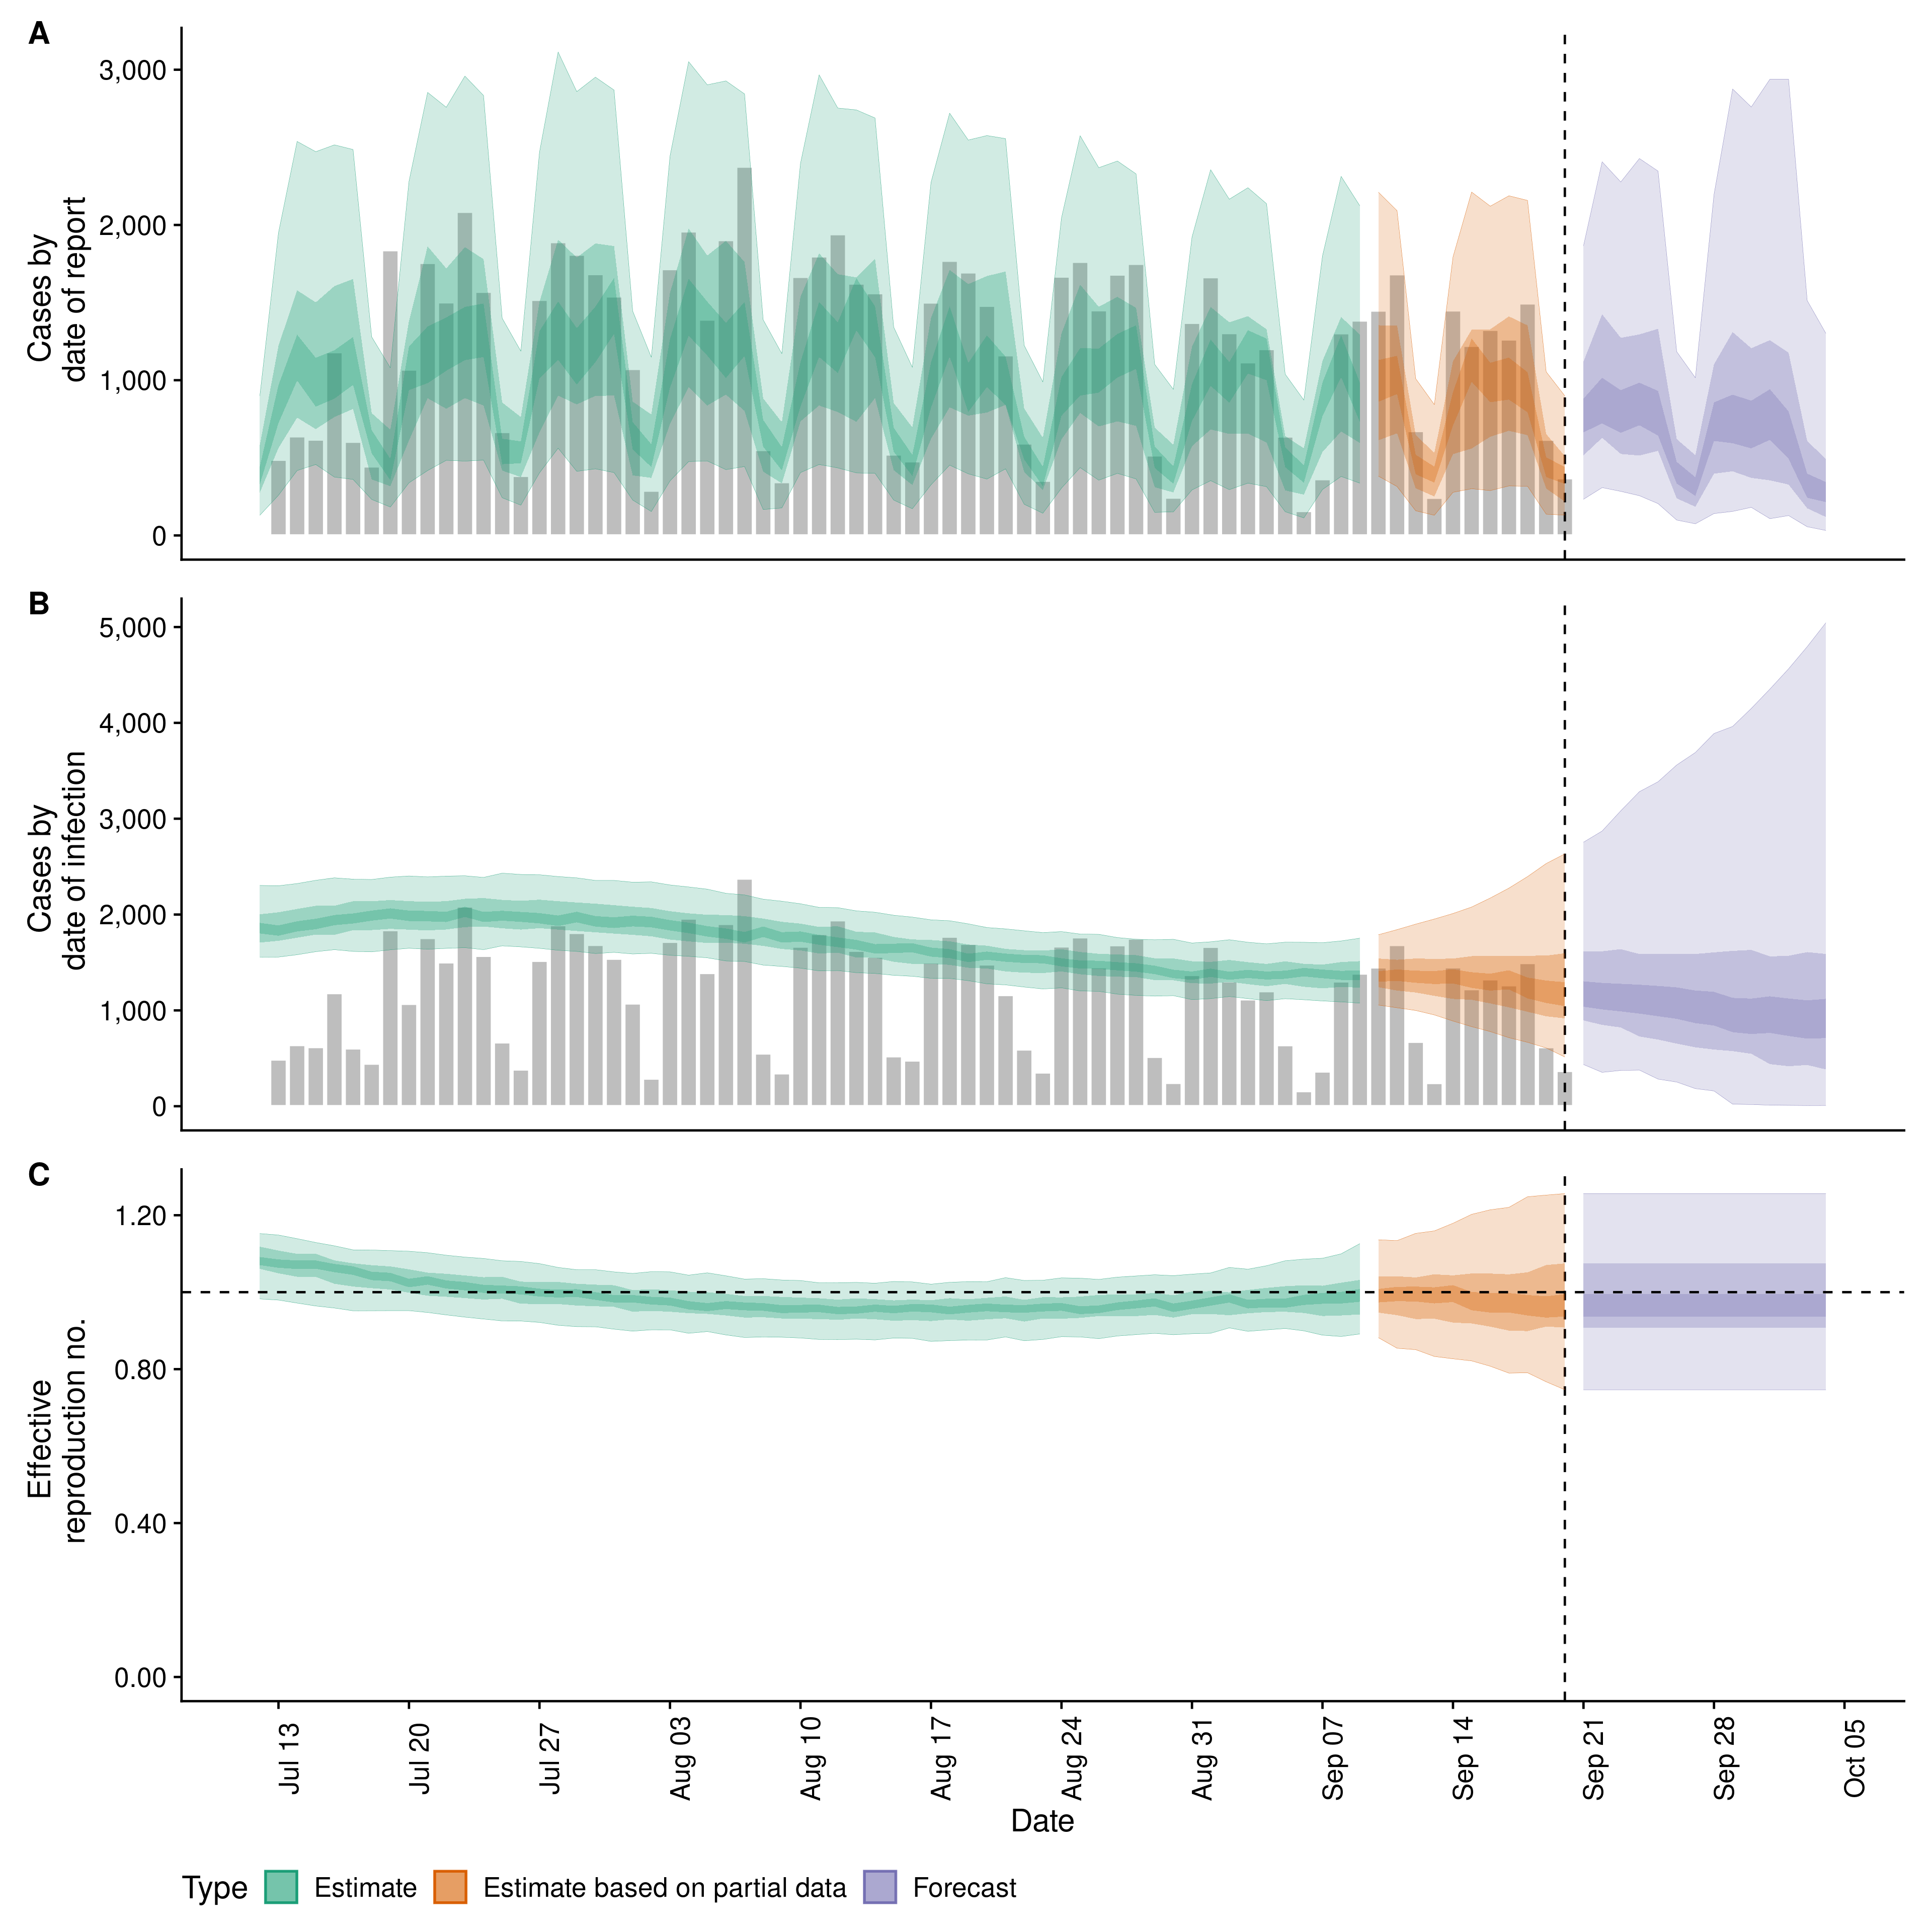 A
Cases by
date of report
3,000
2,000
1,000
0
B
Cases by
date of infection
5,000
4,000
3,000
2,000
1,000
0
C
Effective
reproduction no.
1.20
0.80
0.40
0.00
Jul 13
Jul 20
Jul 27
Aug 03
Aug 10
Aug 17
Aug 24
Aug 31
Sep 07
Sep 14
Sep 21
Sep 28
Oct 05
Date
Type Estimate Estimate based on partial data Forecast